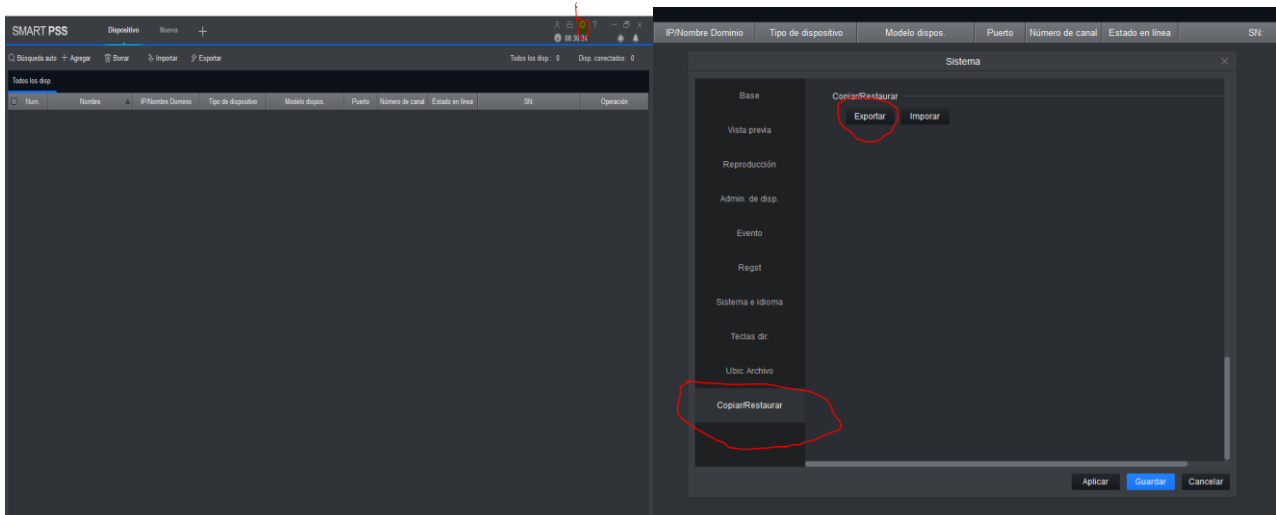 SMART PSS Dispositivo Nueva + ?
08:30:24
Búsqueda auto + Agregar Borrar Importar Exportar Todos los disp.: 0 Disp. conectados: 0
Todos los disp.
Num. Nombre IP/Nombre Dominio Tipo de dispositivo Modelo dispos. Puerto Número de canal Estado en línea SN: Operación
IP/Nombre Dominio Tipo de dispositivo Modelo dispos. Puerto Número de canal Estado en línea SN:
Sistema
Base
Vista previa
Reproducción
Admin. de disp.
Evento
Regst
Sistema e idioma
Teclas dir.
Ubic. Archivo
Copiar/Restaurar
Copiar/Restaurar
Exportar Imporar
Aplicar Guardar Cancelar